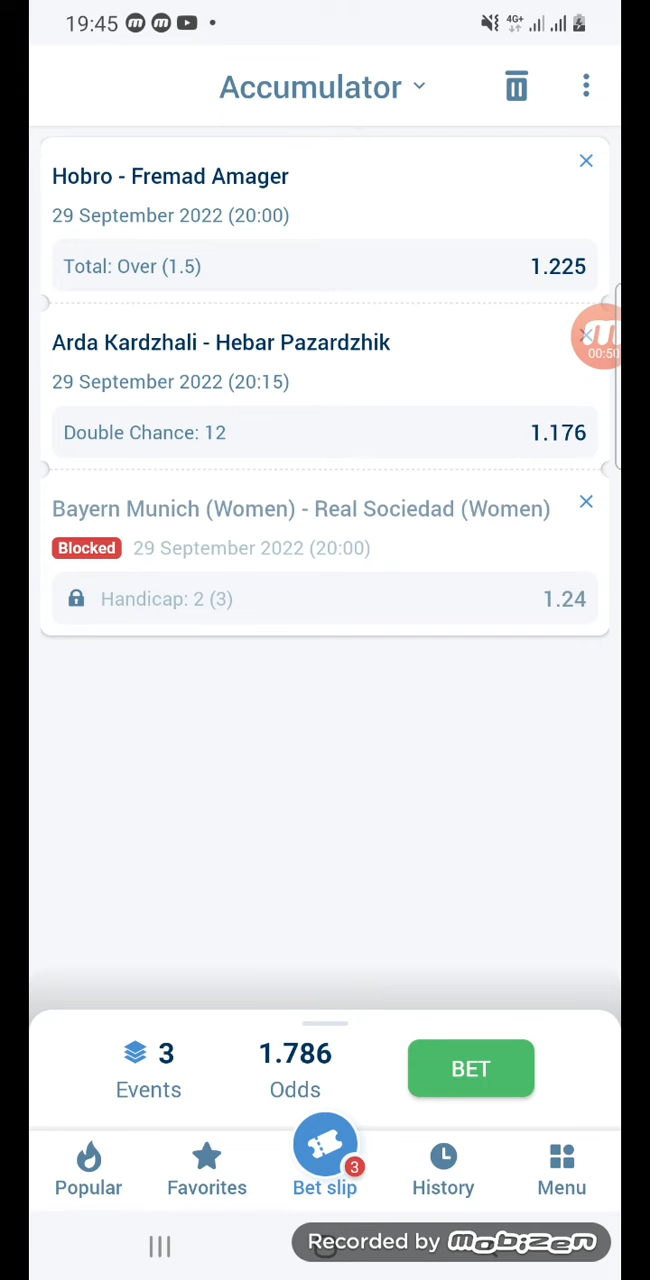 19:45
4G+
Accumulator
Hobro - Fremad Amager
29 September 2022 (20:00)
Total: Over (1.5) 1.225
Arda Kardzhali - Hebar Pazardzhik
00:50
29 September 2022 (20:15)
Double Chance: 12 1.176
Bayern Munich (Women) - Real Sociedad (Women)
Blocked 29 September 2022 (20:00)
Handicap: 2 (3) 1.24
3 1.786
Events Odds
BET
3
Popular Favorites Bet slip History Menu
Recorded by mobizen